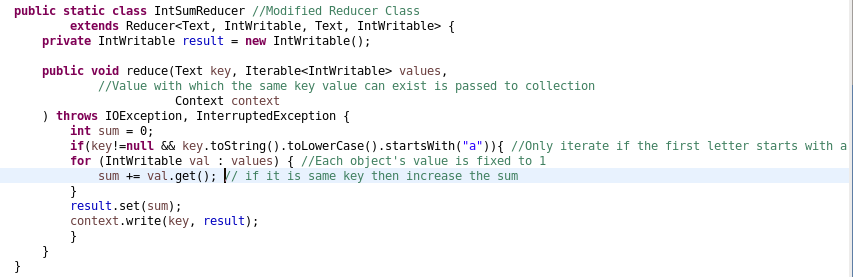 public static class IntSumReducer //Modified Reducer Class
extends Reducer<Text, IntWritable, Text, IntWritable> {
private IntWritable result = new IntWritable();
public void reduce(Text key, Iterable<IntWritable> values,
//Value with which the same key value can exist is passed to collection
Context context
) throws IOException, InterruptedException {
int sum = 0;
if(key!=null && key.toString().toLowerCase().startsWith("a")){ //Only iterate if the first letter starts with a
for (IntWritable val : values) { //Each object's value is fixed to 1
sum += val.get(); // if it is same key then increase the sum
}
result.set(sum);
context.write(key, result);
}
}
}